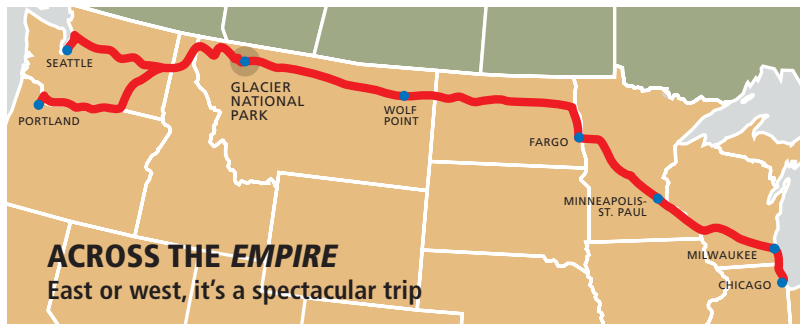 SEATTLE
PORTLAND
GLACIER
NATIONAL
PARK
WOLF
POINT
FARGO
MINNEAPOLIS-
ST. PAUL
MILWAUKEE
CHICAGO
ACROSS THE EMPIRE
East or west, it’s a spectacular trip